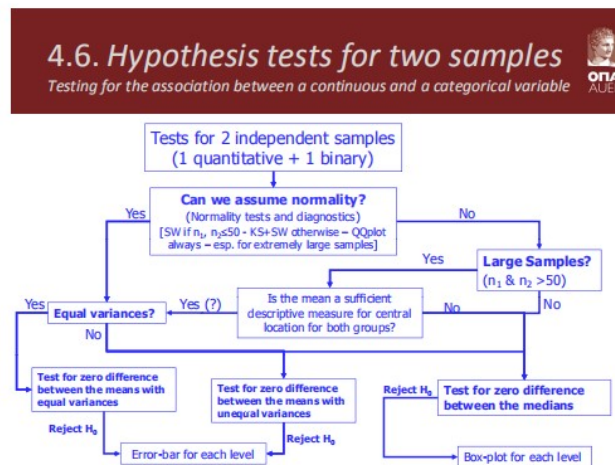 4.6. Hypothesis tests for two samples
Testing for the association between a continuous and a categorical variable
ΟΠΑ
AUEB
Tests for 2 independent samples
(1 quantitative + 1 binary)
Can we assume normality?
(Normality tests and diagnostics)
[SW if n₁, n₂≤50 - KS+SW otherwise – QQplot
always – esp. for extremely large samples]
Yes
No
Large Samples?
(n₁ & n₂ >50)
Yes
No
Is the mean a sufficient
descriptive measure for central
location for both groups?
Yes (?)
No
Equal variances?
Yes
No
Test for zero difference
between the means with
equal variances
Test for zero difference
between the means with
unequal variances
Test for zero difference
between the medians
Reject H₀
Reject H₀
Reject H₀
Error-bar for each level
Box-plot for each level